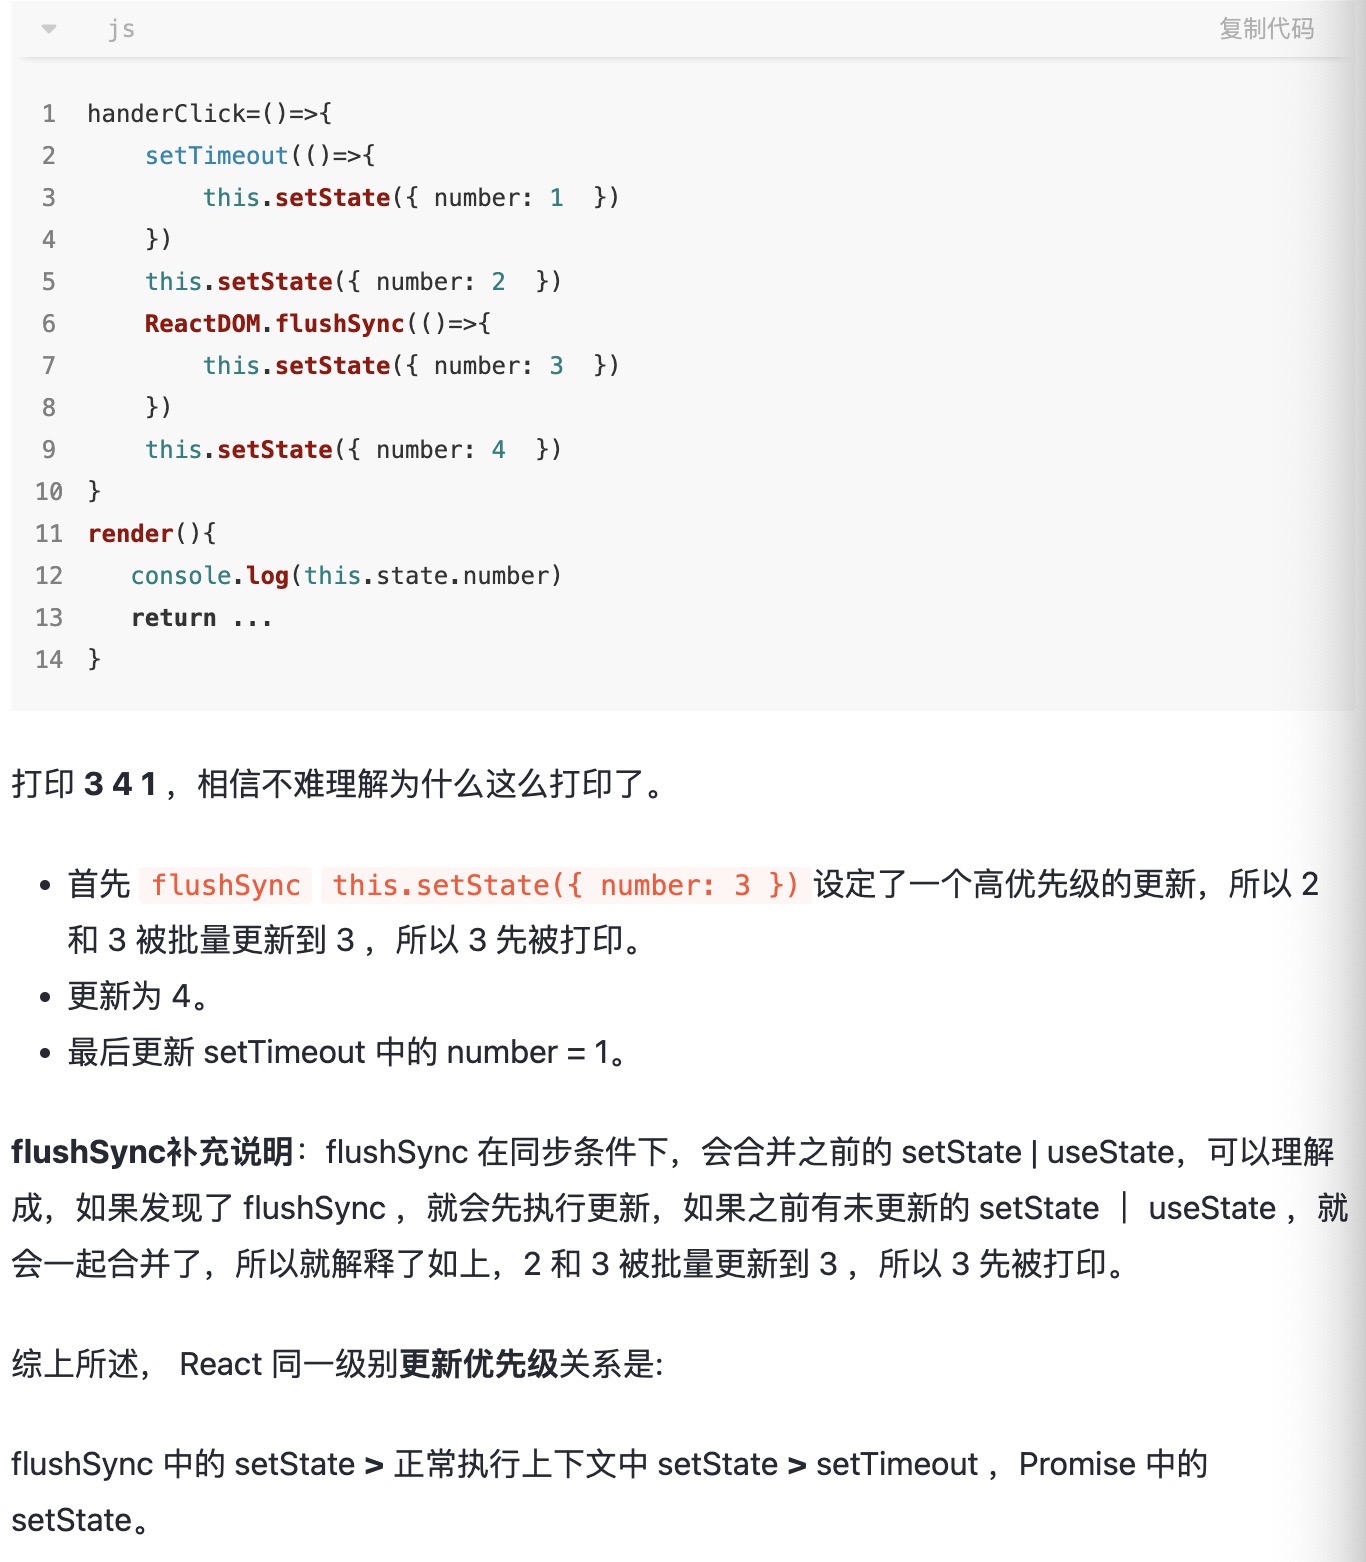 js 复制代码
1 handerClick=()=>{
2     setTimeout(()=>{
3         this.setState({ number: 1  })
4     })
5     this.setState({ number: 2  })
6     ReactDOM.flushSync(()=>{
7         this.setState({ number: 3  })
8     })
9     this.setState({ number: 4  })
10 }
11 render(){
12    console.log(this.state.number)
13    return ...
14 }
打印 3 4 1 ，相信不难理解为什么这么打印了。
• 首先 flushSync this.setState({ number: 3 }) 设定了一个高优先级的更新，所以 2
和 3 被批量更新到 3 ，所以 3 先被打印。
• 更新为 4。
• 最后更新 setTimeout 中的 number = 1。
flushSync补充说明：flushSync 在同步条件下，会合并之前的 setState | useState，可以理解
成，如果发现了 flushSync ，就会先执行更新，如果之前有未更新的 setState ｜ useState ，就
会一起合并了，所以就解释了如上，2 和 3 被批量更新到 3 ，所以 3 先被打印。
综上所述， React 同一级别更新优先级关系是:
flushSync 中的 setState > 正常执行上下文中 setState > setTimeout ，Promise 中的
setState。